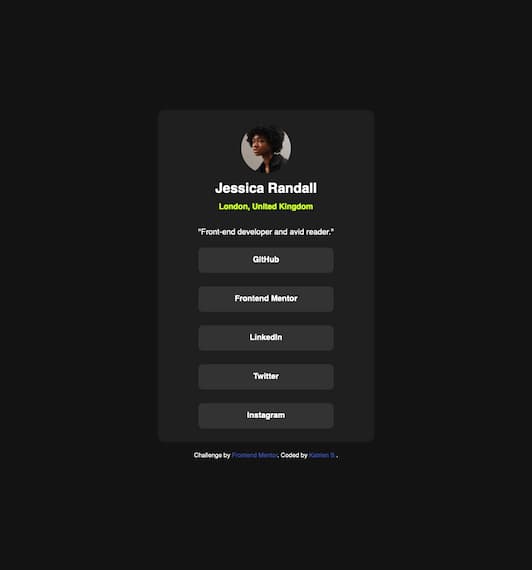 Jessica Randall
London, United Kingdom
"Front-end developer and avid reader."
GitHub
Frontend Mentor
LinkedIn
Twitter
Instagram
Challenge by Frontend Mentor. Coded by